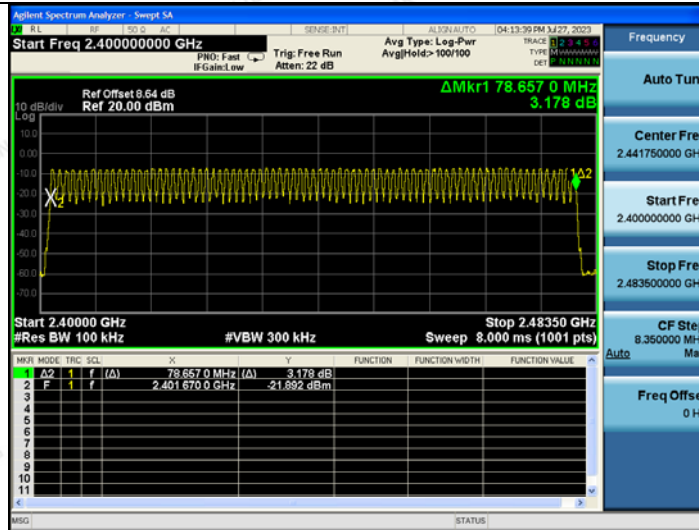 Agilent Spectrum Analyzer - Swept SA
RL RF 50 Ω AC SENSE:INT ALIGN AUTO 04:13:39 PM Jul 27, 2023
Start Freq 2.400000000 GHz
PNO: Fast
IFGain:Low
Trig: Free Run
Atten: 22 dB
Avg Type: Log-Pwr
Avg|Hold:> 100/100
TRACE 1 2 3 4 5 6
TYPE M W W W W W
DET P N N N N N
Ref Offset 8.64 dB
10 dB/div Ref 20.00 dBm
ΔMkr1 78.657 0 MHz
3.178 dB
Log
10.0
0.00
-10.0
-20.0
-30.0
-40.0
-50.0
-60.0
-70.0
2
1Δ2
Start 2.40000 GHz Stop 2.48350 GHz
#Res BW 100 kHz #VBW 300 kHz Sweep 8.000 ms (1001 pts)
MKR MODE TRC SCL X Y FUNCTION FUNCTION WIDTH FUNCTION VALUE
1 Δ2 1 f (Δ) 78.657 0 MHz (Δ) 3.178 dB
2 F 1 f 2.401 670 0 GHz -21.892 dBm
3
4
5
6
7
8
9
10
11
MSG STATUS
Frequency
Auto Tun
Center Fre
2.441750000 GH
Start Fre
2.400000000 GH
Stop Fre
2.483500000 GH
CF Ste
8.350000 MH
Auto Ma
Freq Offse
0 H